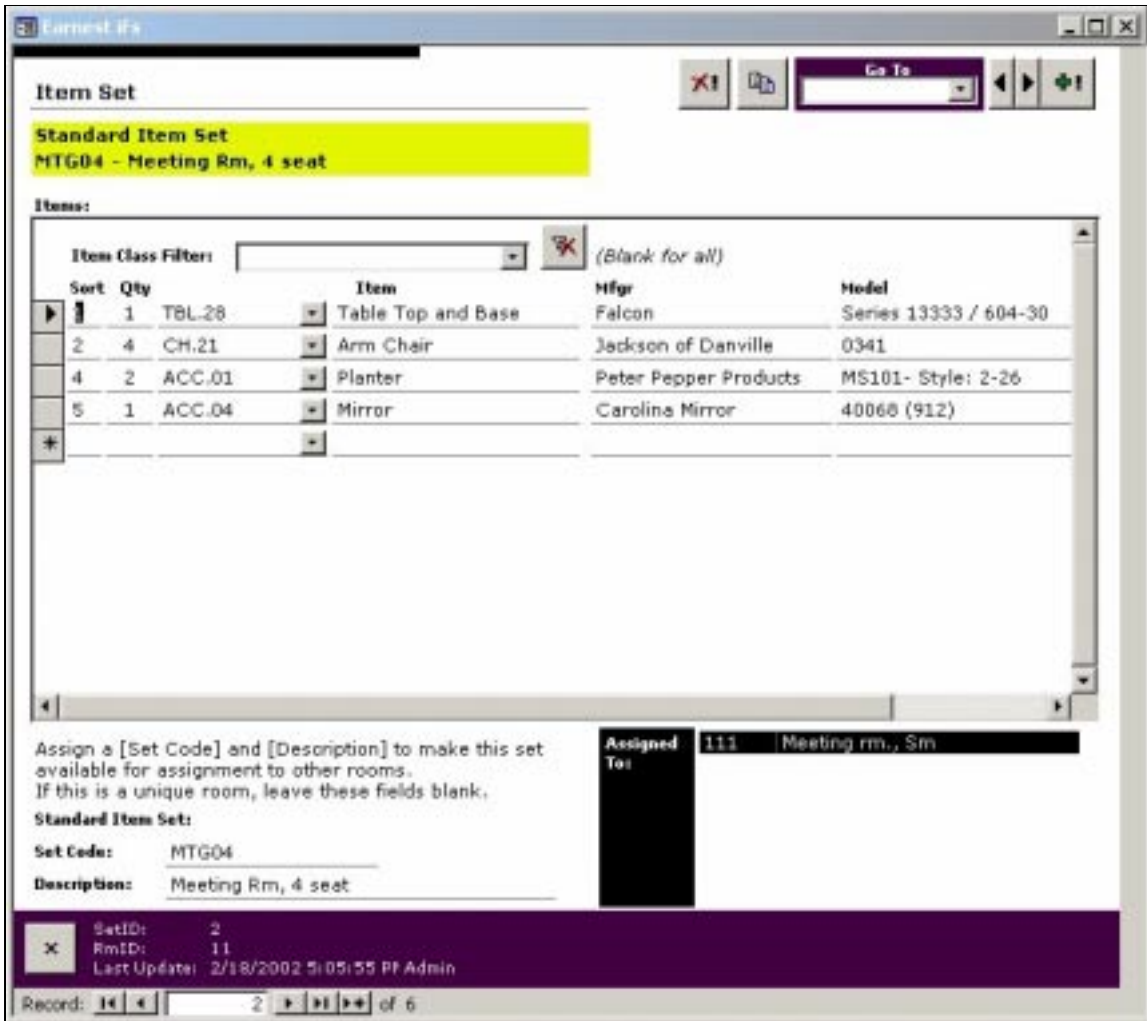 Earnest iFs
Item Set
Go To
Standard Item Set
MTG04 - Meeting Rm, 4 seat
Items:
Item Class Filter:
(Blank for all)
Sort Qty Item Mfgr Model
1 1 TBL.28 Table Top and Base Falcon Series 13333 / 604-30
2 4 CH.21 Arm Chair Jackson of Danville 0341
4 2 ACC.01 Planter Peter Pepper Products MS101- Style: 2-26
5 1 ACC.04 Mirror Carolina Mirror 40068 (912)
Assign a [Set Code] and [Description] to make this set
available for assignment to other rooms.
If this is a unique room, leave these fields blank.
Standard Item Set:
Set Code: MTG04
Description: Meeting Rm, 4 seat
Assigned
To:
111 Meeting rm., Sm
SetID: 2
RmID: 11
Last Update: 2/18/2002 5:05:55 PM Admin
Record: 2 of 6